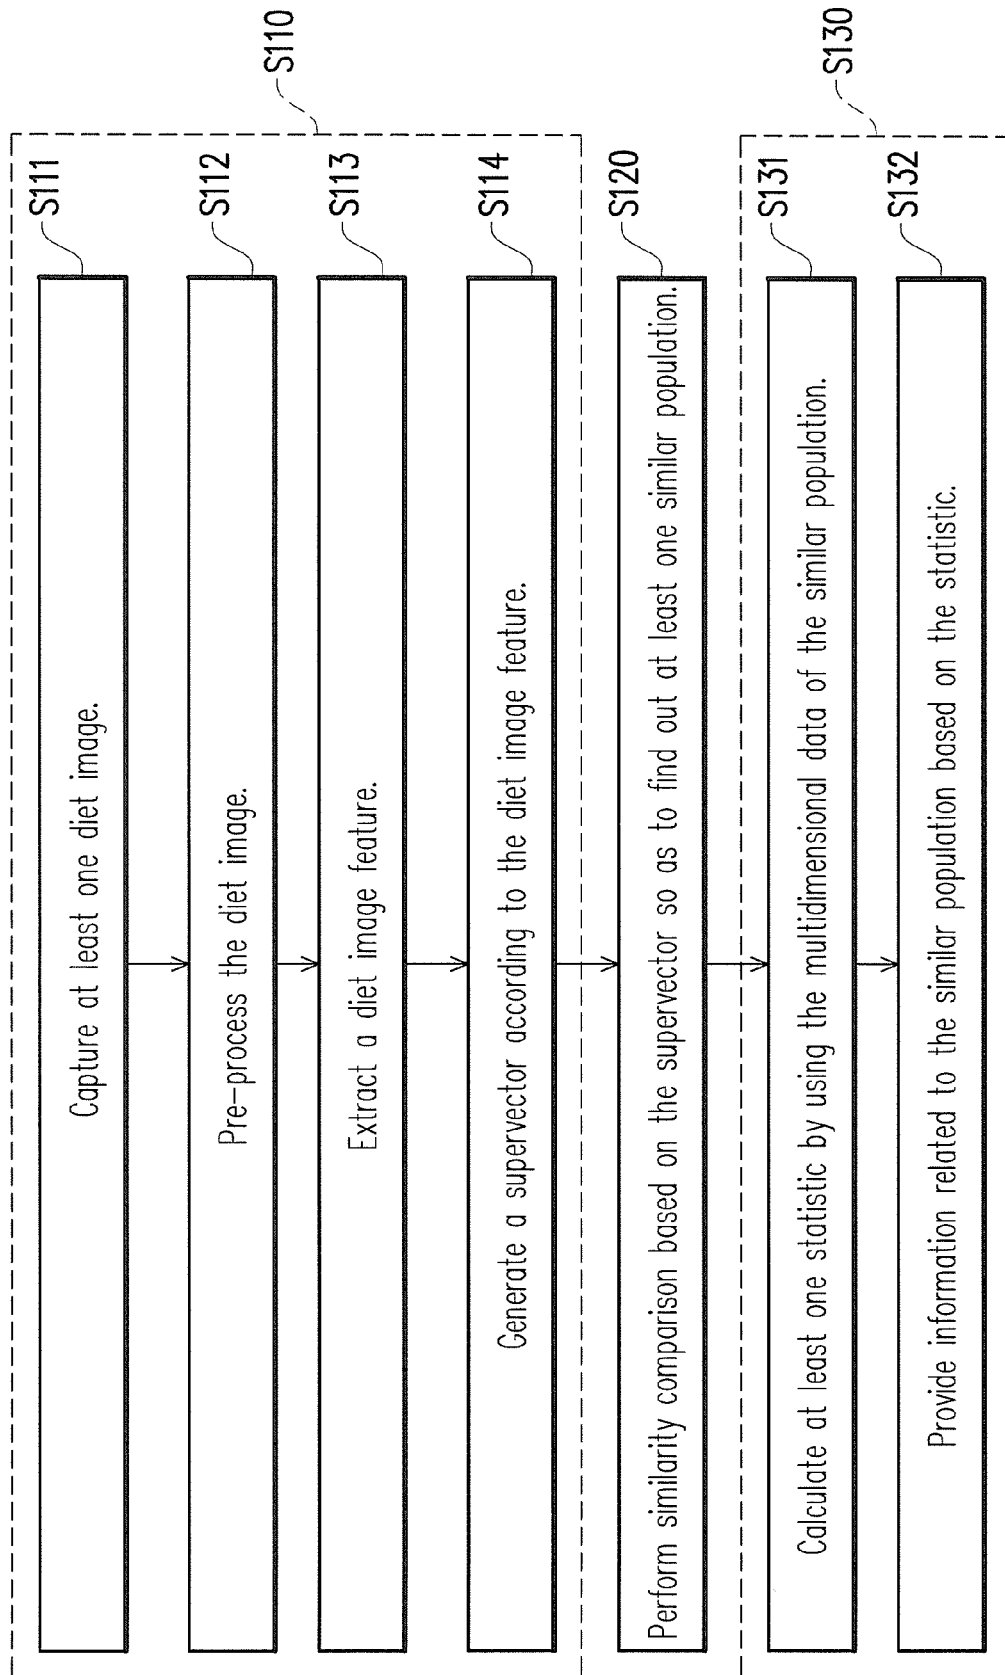 S110
S111
Capture at least one diet image.
S112
Pre-process the diet image.
S113
Extract a diet image feature.
S114
Generate a supervector according to the diet image feature.
S120
Perform similarity comparison based on the supervector so as to find out at least one similar population.
S130
S131
Calculate at least one statistic by using the multidimensional data of the similar population.
S132
Provide information related to the similar population based on the statistic.